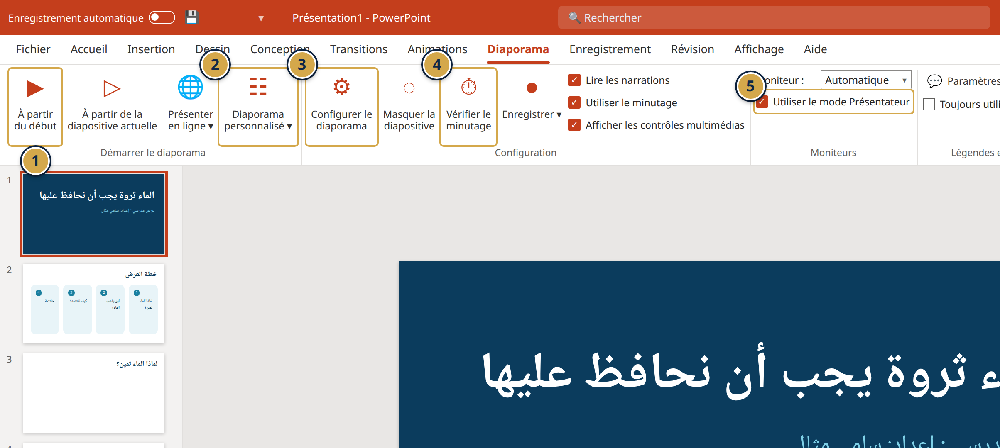 Enregistrement automatique
Présentation1 - PowerPoint
Rechercher
Fichier Accueil Insertion Dessin Conception Transitions Animations Diaporama Enregistrement Révision Affichage Aide
2 3 4 5
À partir
du début
À partir de la
diapositive actuelle
Présenter
en ligne
Diaporama
personnalisé
Démarrer le diaporama
Configurer le
diaporama
Masquer la
diapositive
Vérifier le
minutage
Enregistrer
Lire les narrations
Utiliser le minutage
Afficher les contrôles multimédias
Configuration
oniteur :
Automatique
Utiliser le mode Présentateur
Moniteurs
Paramètres
Toujours utili
Légendes e
1
1
الماء ثروة يجب أن نحافظ عليها
عرض مدرسي · إعداد: سامي مثال
2
خطة العرض
1
لماذا الماء
ثمين؟
2
أين يذهب
الماء؟
3
كيف نقتصد؟
4
خلاصة
3
لماذا الماء ثمين؟
4
ء ثروة يجب أن نحافظ عليها
إعداد: سامي مثال